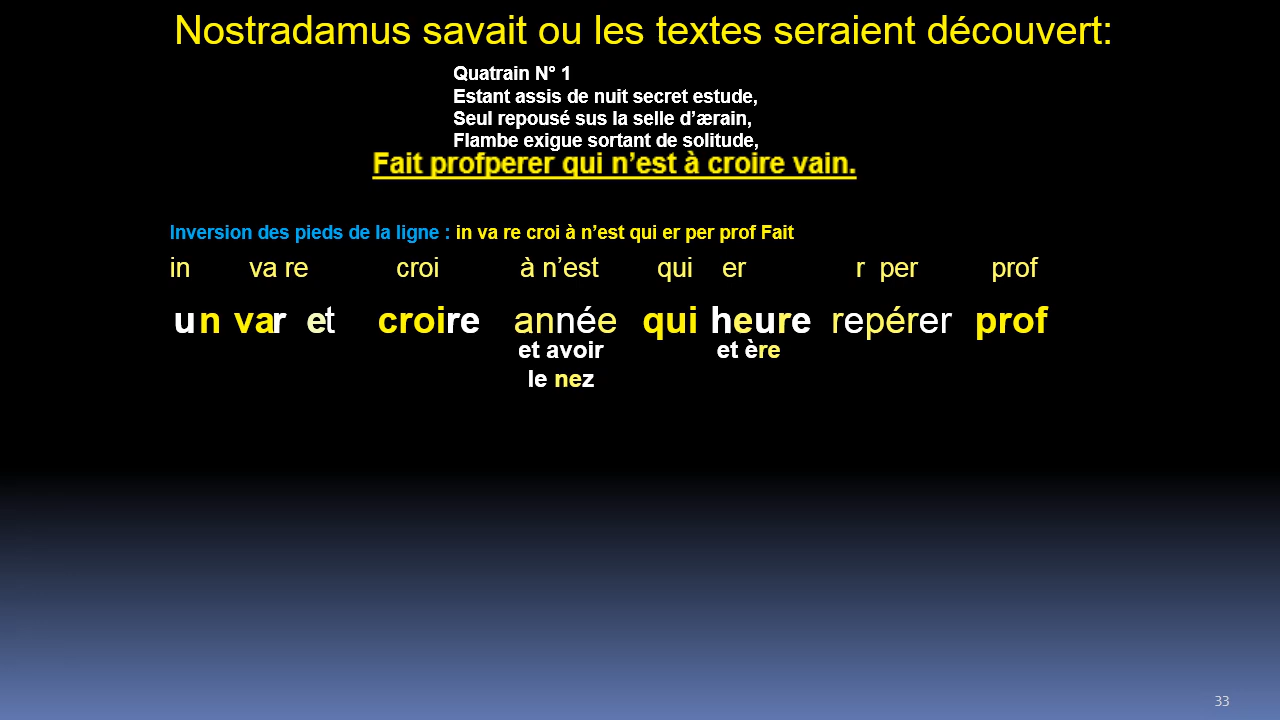 Nostradamus savait ou les textes seraient découvert:
Quatrain N° 1
Estant assis de nuit secret estude,
Seul repousé sus la selle d’ærain,
Flambe exigue sortant de solitude,
Fait profperer qui n’est à croire vain.
Inversion des pieds de la ligne : in va re croi à n’est qui er per prof Fait
in va re croi à n’est qui er r per prof
un var et croire année qui heure repérer prof
et avoir et ère
le nez
33